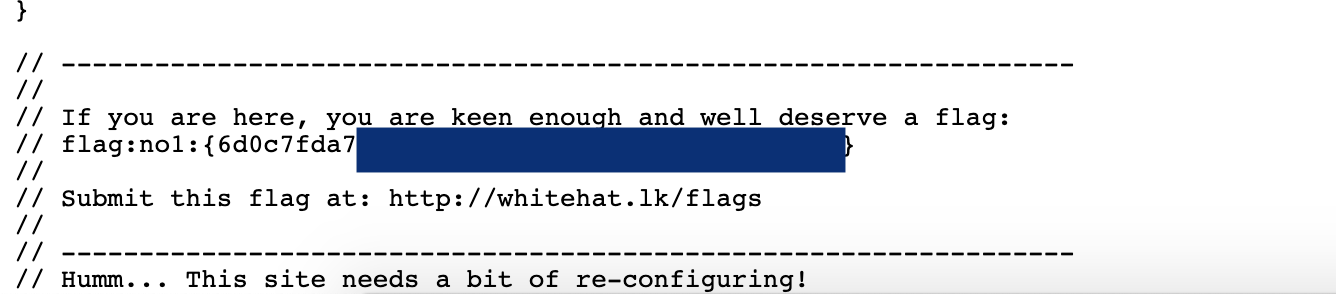 }
// -----------------------------------------------------------------
//
// If you are here, you are keen enough and well deserve a flag:
// flag:no1:{6d0c7fda7 }
//
// Submit this flag at: http://whitehat.lk/flags
//
// -----------------------------------------------------------------
// Humm... This site needs a bit of re-configuring!